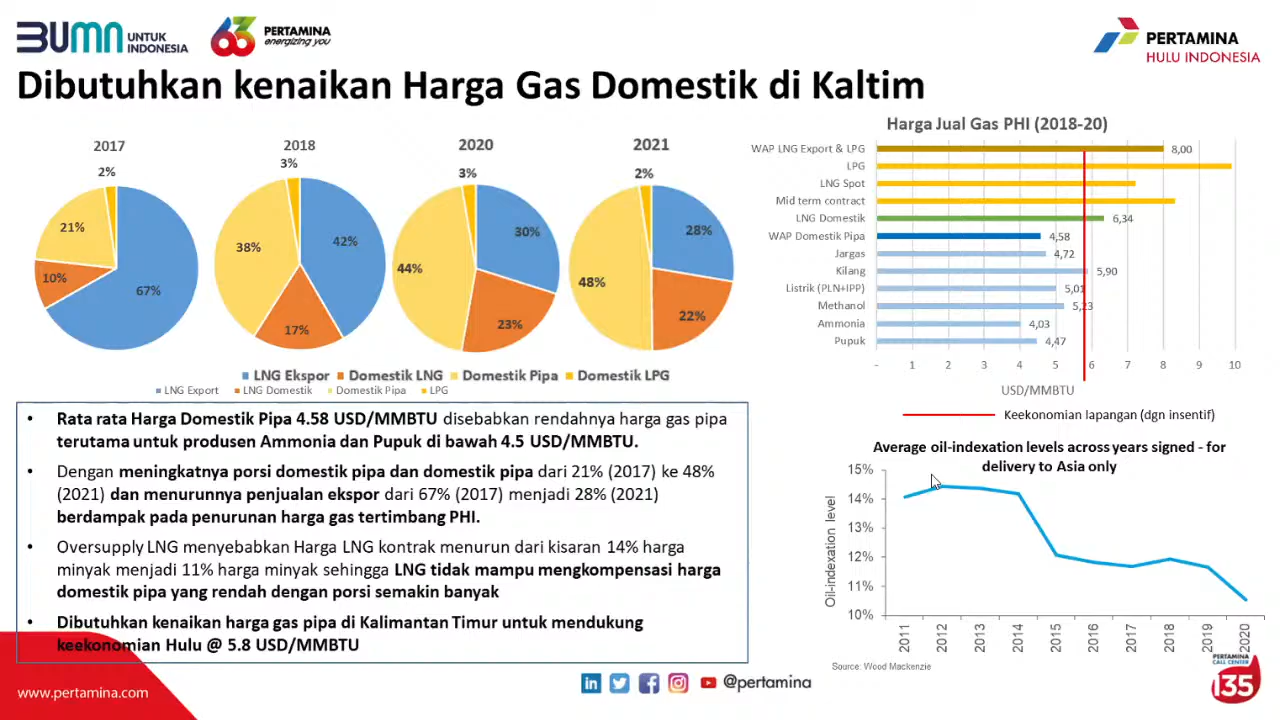 BUMN UNTUK INDONESIA
63 PERTAMINA
energizing you
PERTAMINA
HULU INDONESIA
Dibutuhkan kenaikan Harga Gas Domestik di Kaltim
2017
2%
21%
10%
67%
2018
3%
38%
42%
17%
2020
3%
30%
44%
23%
2021
2%
28%
48%
22%
LNG Ekspor Domestik LNG Domestik Pipa Domestik LPG
LNG Export LNG Domestik Domestik Pipa LPG
Harga Jual Gas PHI (2018-20)
WAP LNG Export & LPG 8,00
LPG
LNG Spot
Mid term contract
LNG Domestik 6,34
WAP Domestik Pipa 4,58
Jargas 4,72
Kilang 5,90
Listrik (PLN+IPP) 5,01
Methanol 5,23
Ammonia 4,03
Pupuk 4,47
- 1 2 3 4 5 6 7 8 9 10
USD/MMBTU
Keekonomian lapangan (dgn insentif)
• Rata rata Harga Domestik Pipa 4.58 USD/MMBTU disebabkan rendahnya harga gas pipa
terutama untuk produsen Ammonia dan Pupuk di bawah 4.5 USD/MMBTU.
• Dengan meningkatnya porsi domestik pipa dan domestik pipa dari 21% (2017) ke 48%
(2021) dan menurunnya penjualan ekspor dari 67% (2017) menjadi 28% (2021)
berdampak pada penurunan harga gas tertimbang PHI.
• Oversupply LNG menyebabkan Harga LNG kontrak menurun dari kisaran 14% harga
minyak menjadi 11% harga minyak sehingga LNG tidak mampu mengkompensasi harga
domestik pipa yang rendah dengan porsi semakin banyak
• Dibutuhkan kenaikan harga gas pipa di Kalimantan Timur untuk mendukung
keekonomian Hulu @ 5.8 USD/MMBTU
Average oil-indexation levels across years signed - for
delivery to Asia only
Oil-indexation level
15%
14%
13%
12%
11%
10%
2011 2012 2013 2014 2015 2016 2017 2018 2019 2020
Source: Wood Mackenzie
www.pertamina.com
@pertamina
PERTAMINA
CALL CENTER
135